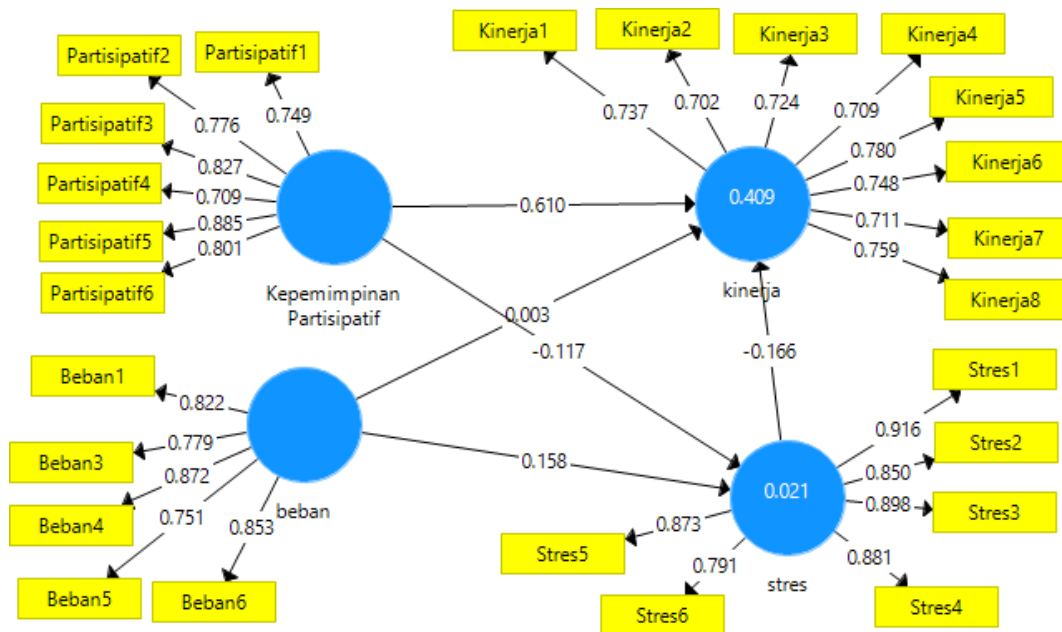 Partisipatif2
Partisipatif1
Partisipatif3
Partisipatif4
Partisipatif5
Partisipatif6
0.776
0.749
0.827
0.709
0.885
0.801
Kepemimpinan
Partisipatif
Kinerja1
Kinerja2
Kinerja3
Kinerja4
Kinerja5
Kinerja6
Kinerja7
Kinerja8
0.737
0.702
0.724
0.709
0.780
0.748
0.711
0.759
0.409
kinerja
0.610
0.003
-0.117
-0.166
0.158
Beban1
Beban3
Beban4
Beban5
Beban6
0.822
0.779
0.872
0.751
0.853
beban
Stres1
Stres2
Stres3
Stres4
Stres5
Stres6
0.916
0.850
0.898
0.881
0.873
0.791
0.021
stres